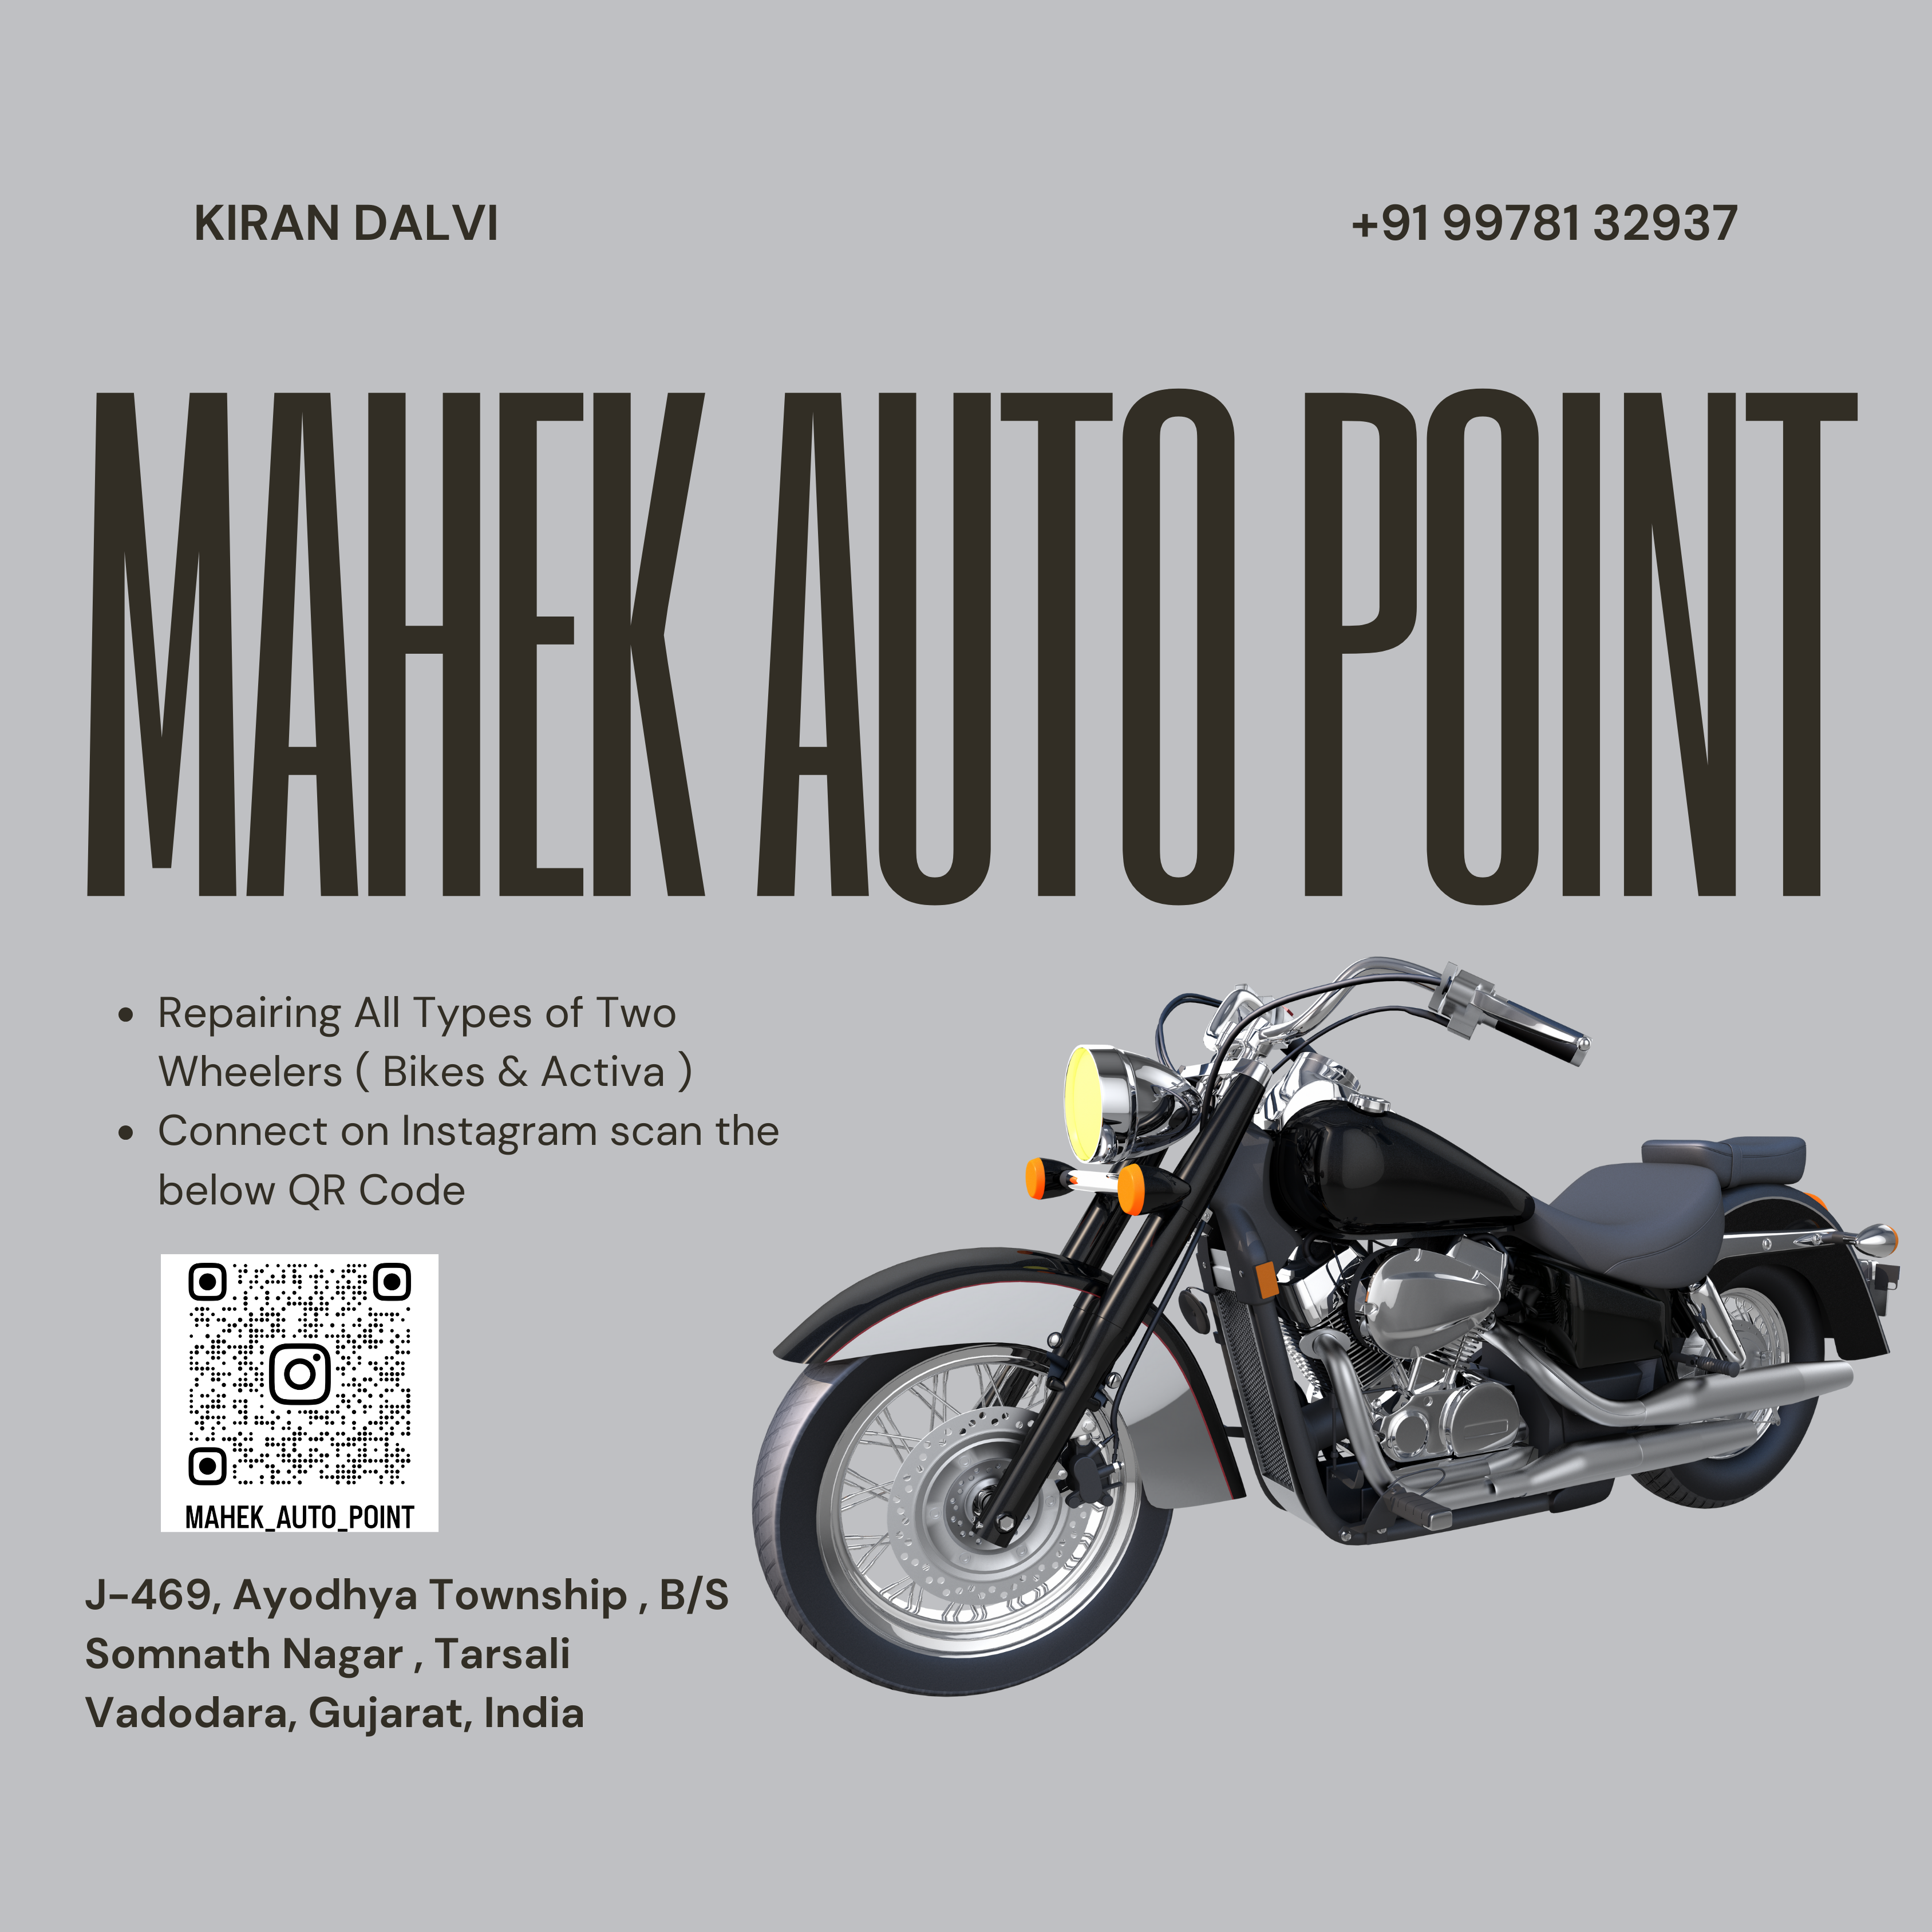 KIRAN DALVI
+91 99781 32937
MAHEK AUTO POINT
• Repairing All Types of Two
Wheelers ( Bikes & Activa )
• Connect on Instagram scan the
below QR Code
MAHEK_AUTO_POINT
J-469, Ayodhya Township , B/S
Somnath Nagar , Tarsali
Vadodara, Gujarat, India